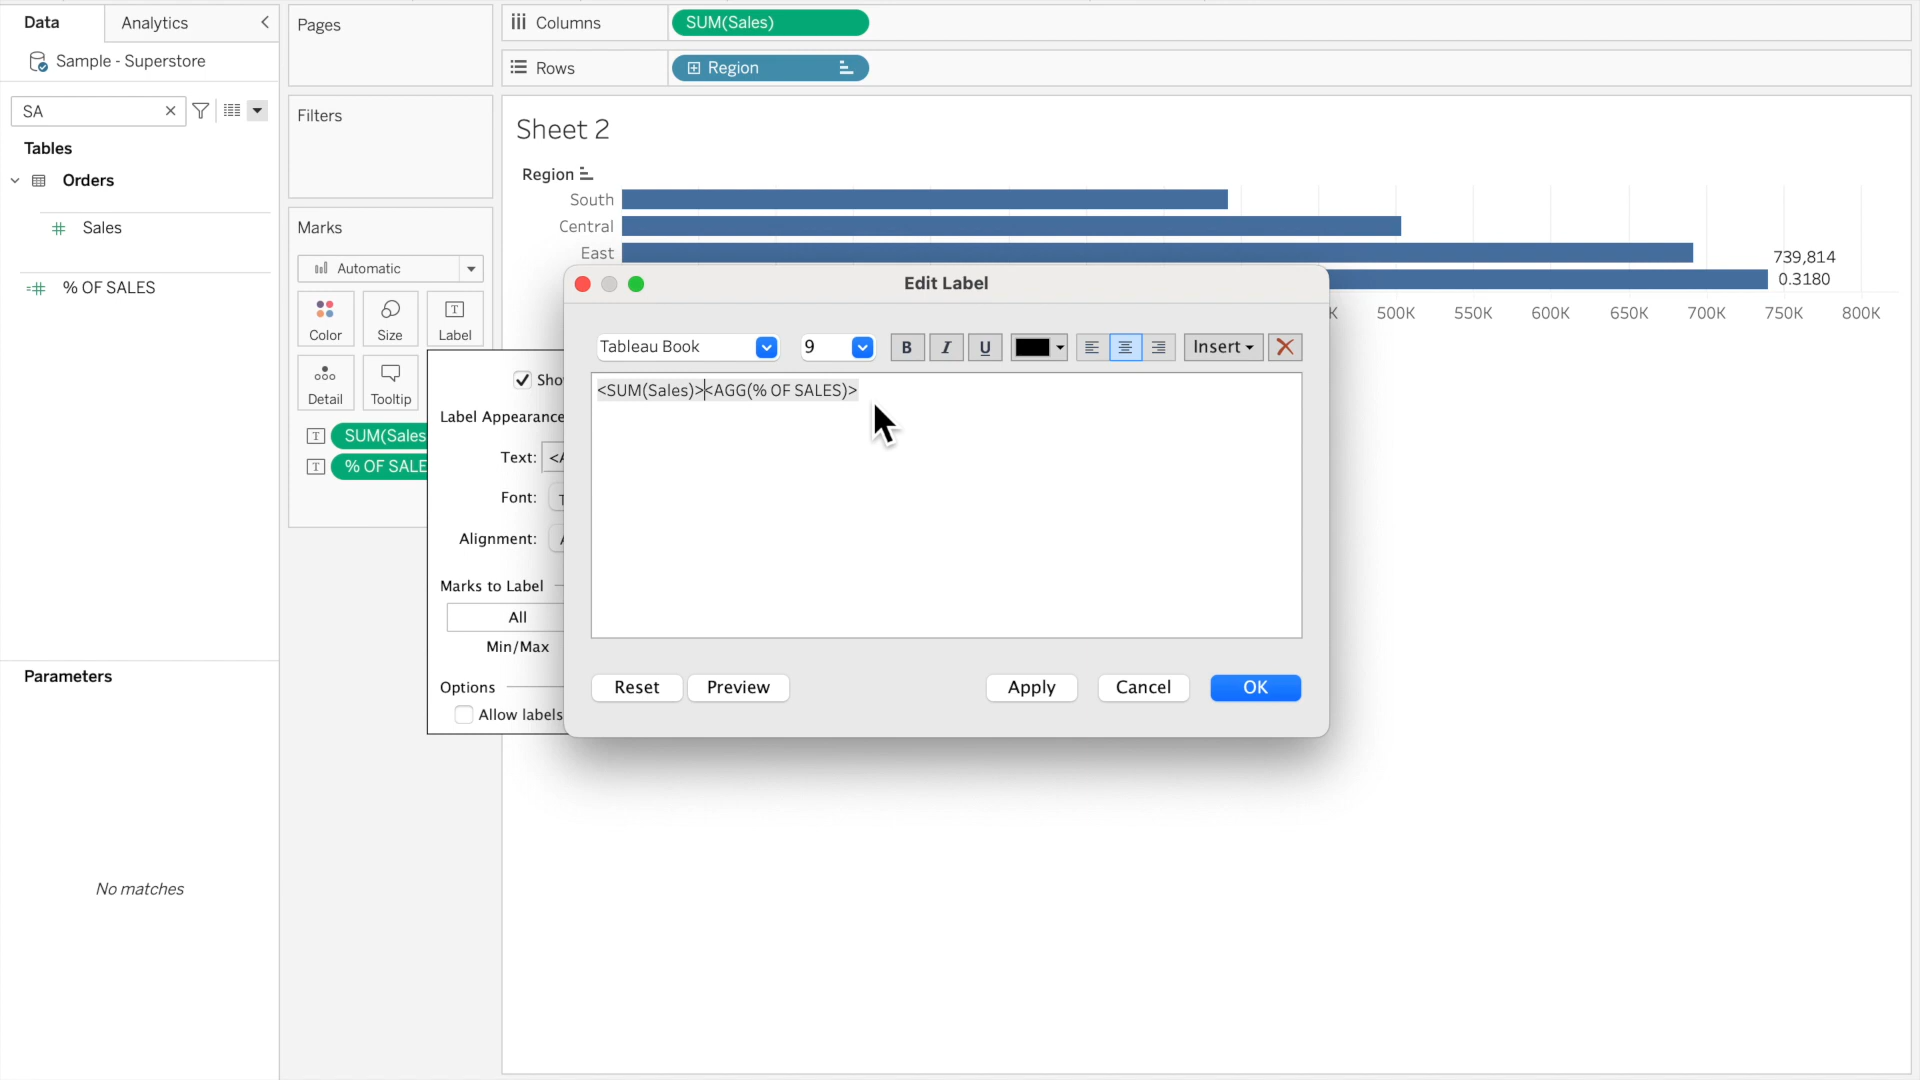 Data
Analytics
Sample - Superstore
SA
Tables
Orders
Sales
% OF SALES
Parameters
No matches
Pages
Filters
Marks
Automatic
Color
Size
Label
Detail
Tooltip
SUM(Sales
% OF SALE
Columns
SUM(Sales)
Rows
Region
Sheet 2
Region
South
Central
East
739,814
0.3180
K
500K
550K
600K
650K
700K
750K
800K
Sho
Label Appearance
Text:
Font:
Alignment:
Marks to Label
All
Min/Max
Options
Allow labels
Edit Label
Tableau Book
9
B
I
U
Insert
<SUM(Sales)><AGG(% OF SALES)>
Reset
Preview
Apply
Cancel
OK